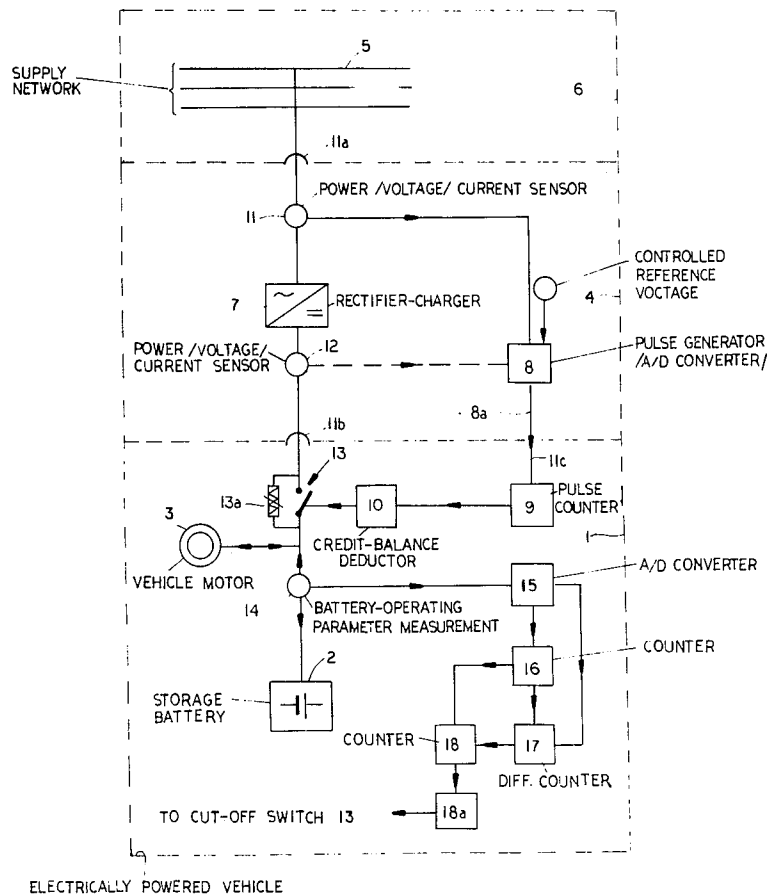 5
SUPPLY
NETWORK
6
11a
POWER /VOLTAGE/ CURRENT SENSOR
11
CONTROLLED
REFERENCE
VOCTAGE
4
7
RECTIFIER-CHARGER
POWER /VOLTAGE/
CURRENT SENSOR
12
8
PULSE GENERATOR
/A/D CONVERTER/
8a
11b
11c
13
13a
10
9
PULSE
COUNTER
3
CREDIT-BALANCE
DEDUCTOR
1
VEHICLE MOTOR
A/D CONVERTER
14
BATTERY-OPERATING
PARAMETER MEASUREMENT
15
2
16
COUNTER
STORAGE
BATTERY
COUNTER
18
17
DIFF. COUNTER
TO CUT-OFF SWITCH 13
18a
ELECTRICALLY POWERED VEHICLE